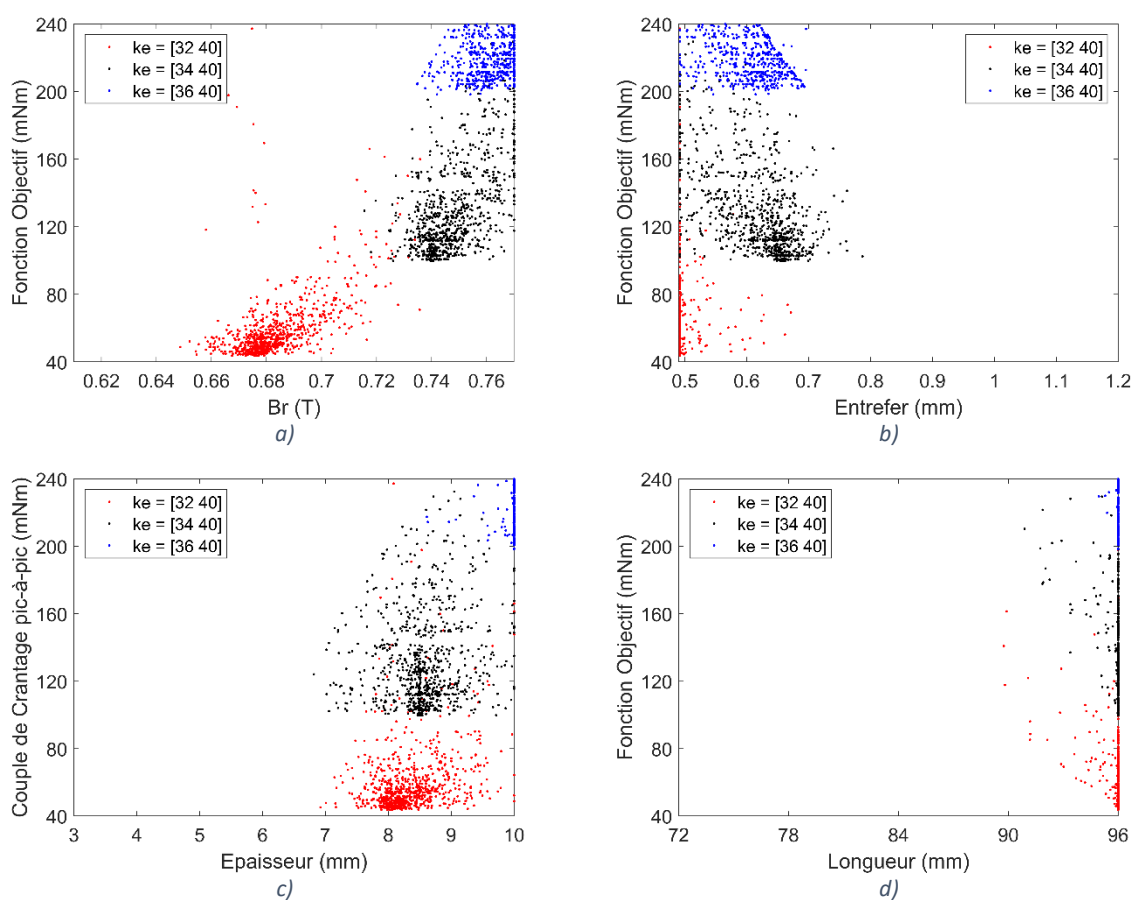 240
200
160
120
80
40
Fonction Objectif (mNm)
ke = [32 40]
ke = [34 40]
ke = [36 40]
0.62 0.64 0.66 0.68 0.7 0.72 0.74 0.76
Br (T)
a)
240
200
160
120
80
40
Fonction Objectif (mNm)
ke = [32 40]
ke = [34 40]
ke = [36 40]
0.5 0.6 0.7 0.8 0.9 1 1.1 1.2
Entrefer (mm)
b)
240
200
160
120
80
40
Couple de Crantage pic-à-pic (mNm)
ke = [32 40]
ke = [34 40]
ke = [36 40]
3 4 5 6 7 8 9 10
Epaisseur (mm)
c)
240
200
160
120
80
40
Fonction Objectif (mNm)
ke = [32 40]
ke = [34 40]
ke = [36 40]
72 78 84 90 96
Longueur (mm)
d)